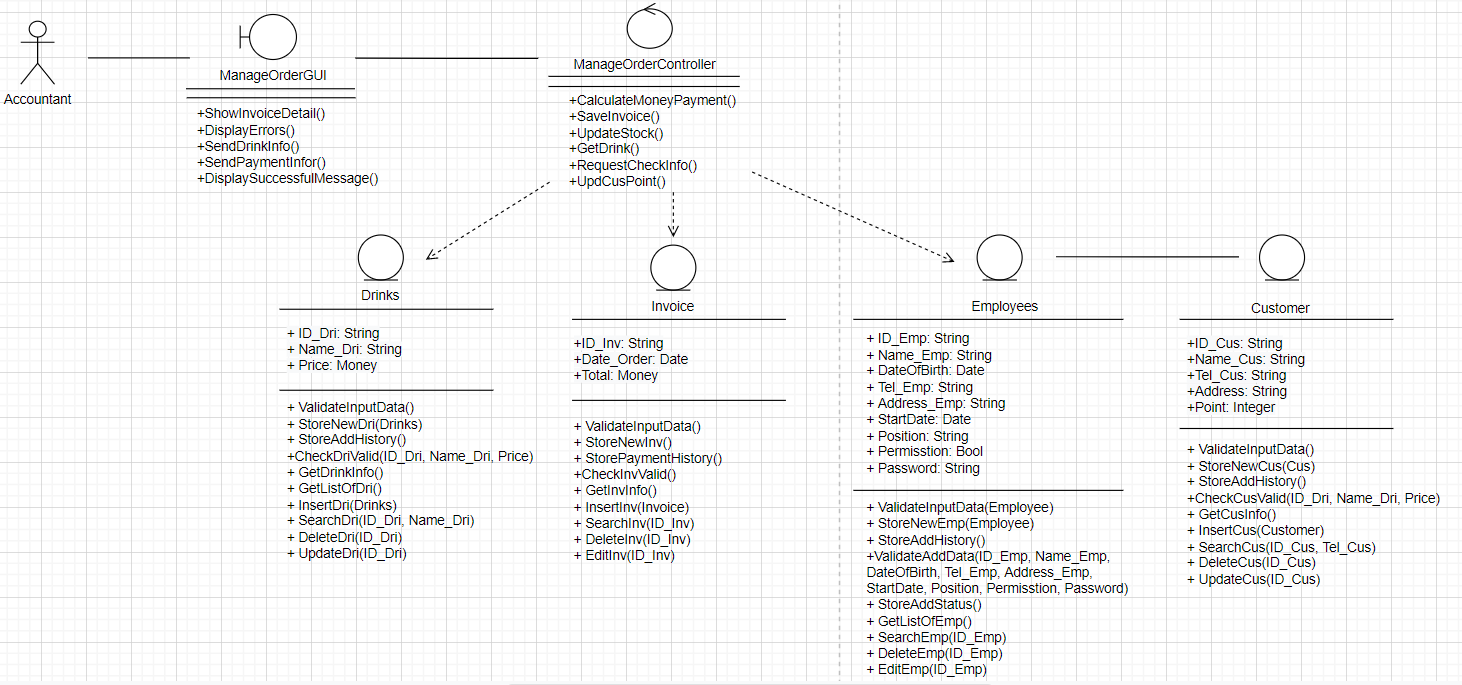 Accountant
ManageOrderGUI
+ShowInvoiceDetail()
+DisplayErrors()
+SendDrinkInfo()
+SendPaymentInfor()
+DisplaySuccessfulMessage()
ManageOrderController
+CalculateMoneyPayment()
+SaveInvoice()
+UpdateStock()
+GetDrink()
+RequestCheckInfo()
+UpdCusPoint()
Drinks
+ ID_Dri: String
+ Name_Dri: String
+ Price: Money
+ ValidateInputData()
+ StoreNewDri(Drinks)
+ StoreAddHistory()
+CheckDriValid(ID_Dri, Name_Dri, Price)
+ GetDrinkInfo()
+ GetListOfDri()
+ InsertDri(Drinks)
+ SearchDri(ID_Dri, Name_Dri)
+ DeleteDri(ID_Dri)
+ UpdateDri(ID_Dri)
Invoice
+ID_Inv: String
+Date_Order: Date
+Total: Money
+ ValidateInputData()
+ StoreNewInv()
+ StorePaymentHistory()
+CheckInvValid()
+ GetInvInfo()
+ InsertInv(Invoice)
+ SearchInv(ID_Inv)
+ DeleteInv(ID_Inv)
+ EditInv(ID_Inv)
Employees
+ ID_Emp: String
+ Name_Emp: String
+ DateOfBirth: Date
+ Tel_Emp: String
+ Address_Emp: String
+ StartDate: Date
+ Position: String
+ Permisstion: Bool
+ Password: String
+ ValidateInputData(Employee)
+ StoreNewEmp(Employee)
+ StoreAddHistory()
+ValidateAddData(ID_Emp, Name_Emp,
DateOfBirth, Tel_Emp, Address_Emp,
StartDate, Position, Permisstion, Password)
+ StoreAddStatus()
+ GetListOfEmp()
+ SearchEmp(ID_Emp)
+ DeleteEmp(ID_Emp)
+ EditEmp(ID_Emp)
Customer
+ID_Cus: String
+Name_Cus: String
+Tel_Cus: String
+Address: String
+Point: Integer
+ ValidateInputData()
+ StoreNewCus(Cus)
+ StoreAddHistory()
+CheckCusValid(ID_Dri, Name_Dri, Price)
+ GetCusInfo()
+ InsertCus(Customer)
+ SearchCus(ID_Cus, Tel_Cus)
+ DeleteCus(ID_Cus)
+ UpdateCus(ID_Cus)